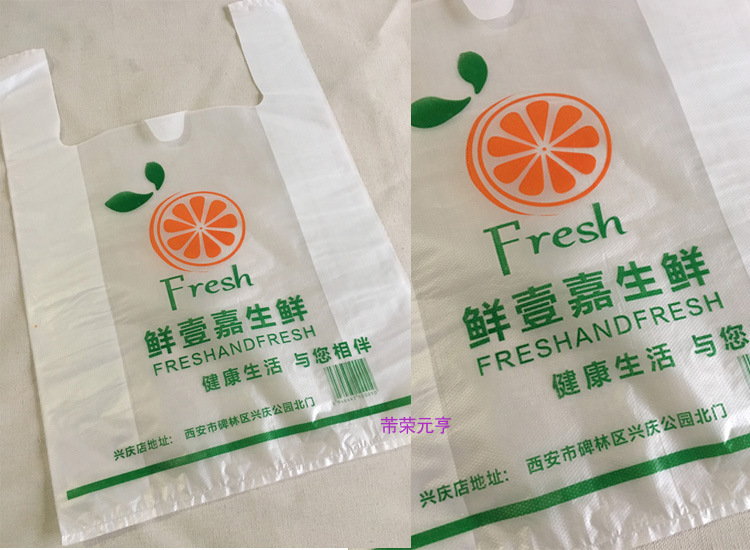 Fresh
鲜壹嘉生鲜
FRESHANDFRESH
健康生活 与您相伴
兴庆店地址: 西安市碑林区兴庆公园北门
芾荣元亨
Fresh
鲜壹嘉生鲜
FRESHANDFRESH
健康生活 与您
兴庆店地址: 西安市碑林区兴庆公园北门